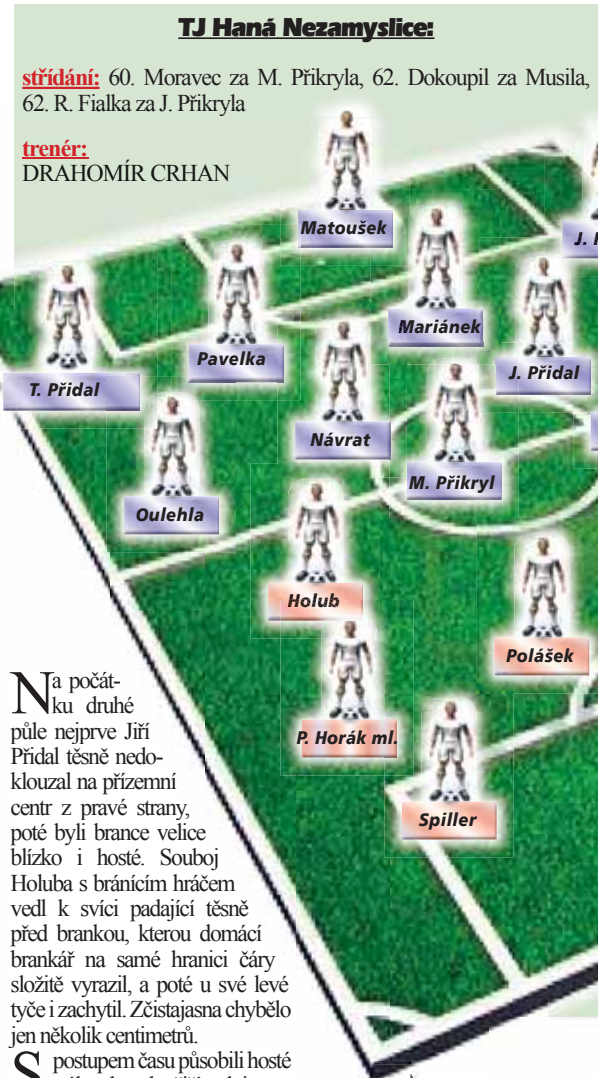 TJ Haná Nezamyslice:
střídání: 60. Moravec za M. Přikryla, 62. Dokoupil za Musila,
62. R. Fialka za J. Přikryla
trenér:
DRAHOMÍR CRHAN
Matoušek
J. P
Mariánek
Pavelka
J. Přidal
T. Přidal
Návrat
M. Přikryl
Oulehla
Holub
Polášek
P. Horák ml.
Spiller
Na počát-
ku druhé
půle nejprve Jiří
Přidal těsně nedo-
klouzal na přízemní
centr z pravé strany,
poté byli brance velice
blízko i hosté. Souboj
Holuba s bránícím hráčem
vedl k svíci padající těsně
před brankou, kterou domácí
brankář na samé hranici čáry
složitě vyrazil, a poté u své levé
tyče i zachytil. Zčistajasna chybělo
jen několik centimetrů.
S postupem času působili hosté